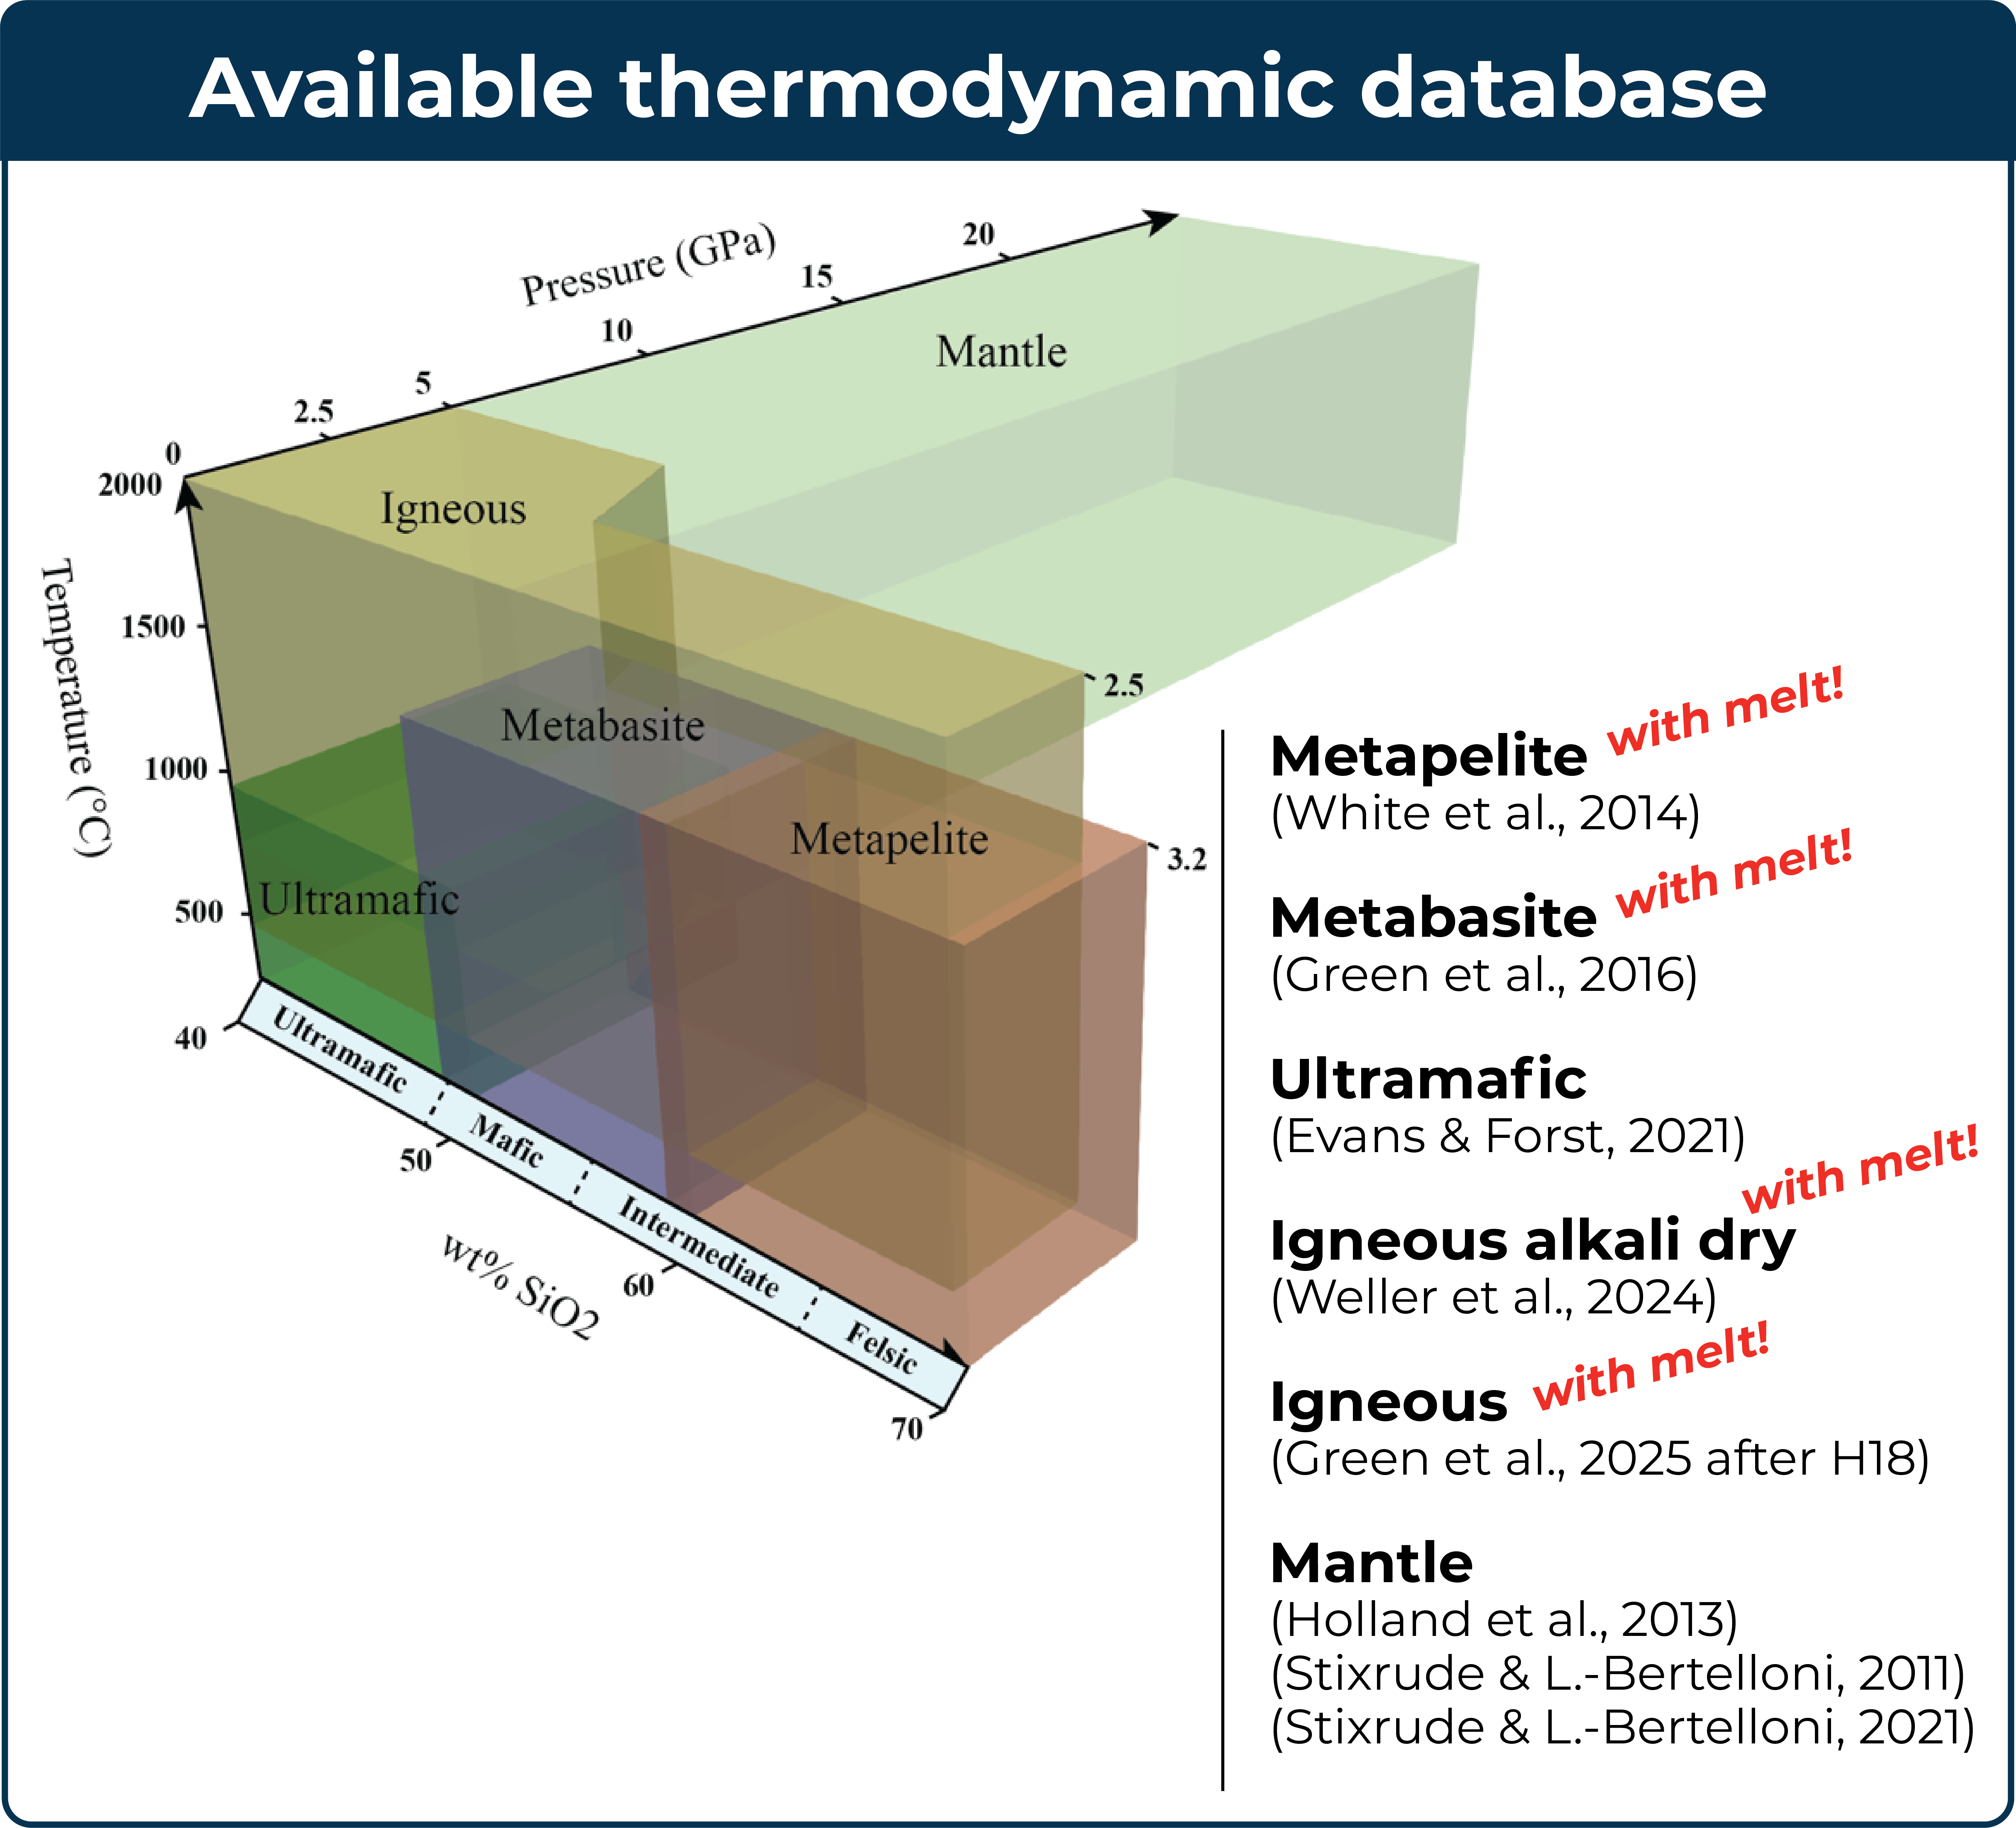 Available thermodynamic database
Pressure (GPa)
0
2.5
5
10
15
20
Mantle
Igneous
Metabasite
Metapelite
Ultramafic
2.5
3.2
Temperature (°C)
2000
1500
1000
500
40
50
60
70
Ultramafic
Mafic
Intermediate
Felsic
wt% SiO2
Metapelite with melt!
(White et al., 2014)
Metabasite with melt!
(Green et al., 2016)
Ultramafic
(Evans & Forst, 2021)
Igneous alkali dry with melt!
(Weller et al., 2024)
Igneous with melt!
(Green et al., 2025 after H18)
Mantle
(Holland et al., 2013)
(Stixrude & L.-Bertelloni, 2011)
(Stixrude & L.-Bertelloni, 2021)